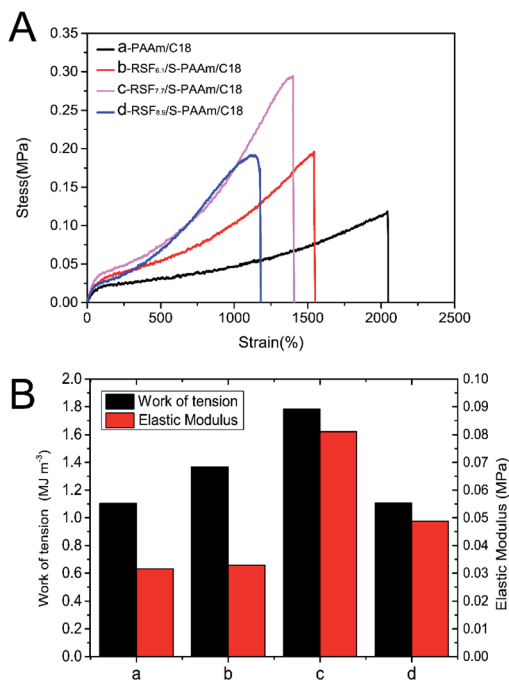 A
a-PAAm/C18
b-RSF6.1/S-PAAm/C18
c-RSF7.7/S-PAAm/C18
d-RSF8.9/S-PAAm/C18
Stess(MPa)
0.35
0.30
0.25
0.20
0.15
0.10
0.05
0.00
0 500 1000 1500 2000 2500
Strain(%)
B
Work of tension
Elastic Modulus
Work of tension (MJ m-3)
2.0
1.8
1.6
1.4
1.2
1.0
0.8
0.6
0.4
0.2
0.0
0.10
0.09
0.08
0.07
0.06
0.05
0.04
0.03
0.02
0.01
0.00
Elastic Modulus (MPa)
a b c d